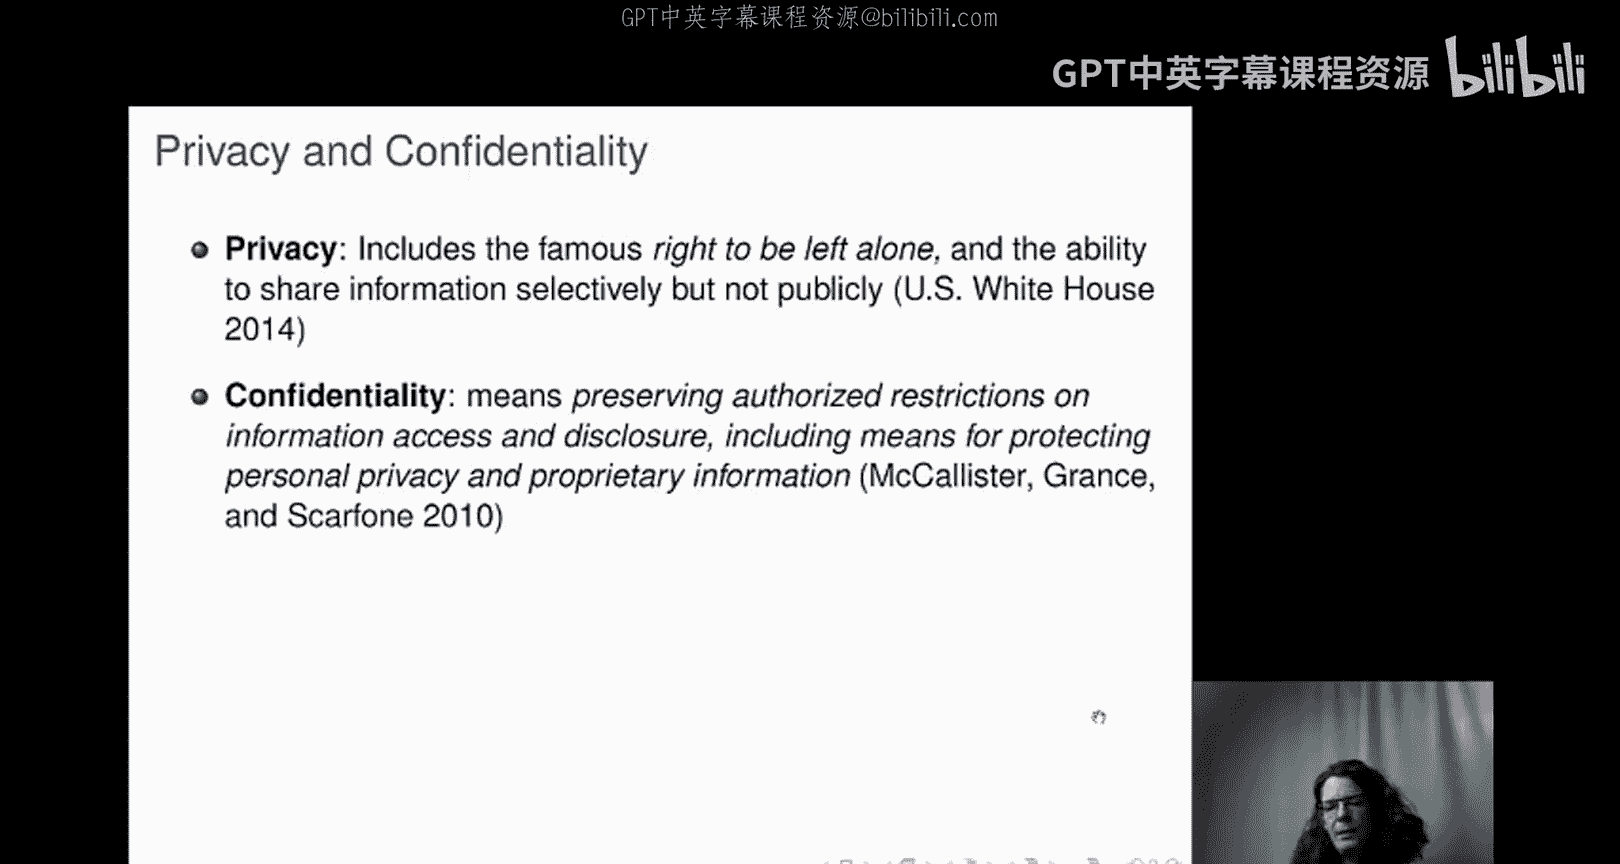 GPT中英字幕课程资源@bilibili.com
GPT中英字幕课程资源 bilibili
Privacy and Confidentiality
Privacy: Includes the famous right to be left alone, and the ability
to share information selectively but not publicly (U.S. White House
2014)
Confidentiality: means preserving authorized restrictions on
information access and disclosure, including means for protecting
personal privacy and proprietary information (McCallister, Grance,
and Scarfone 2010)